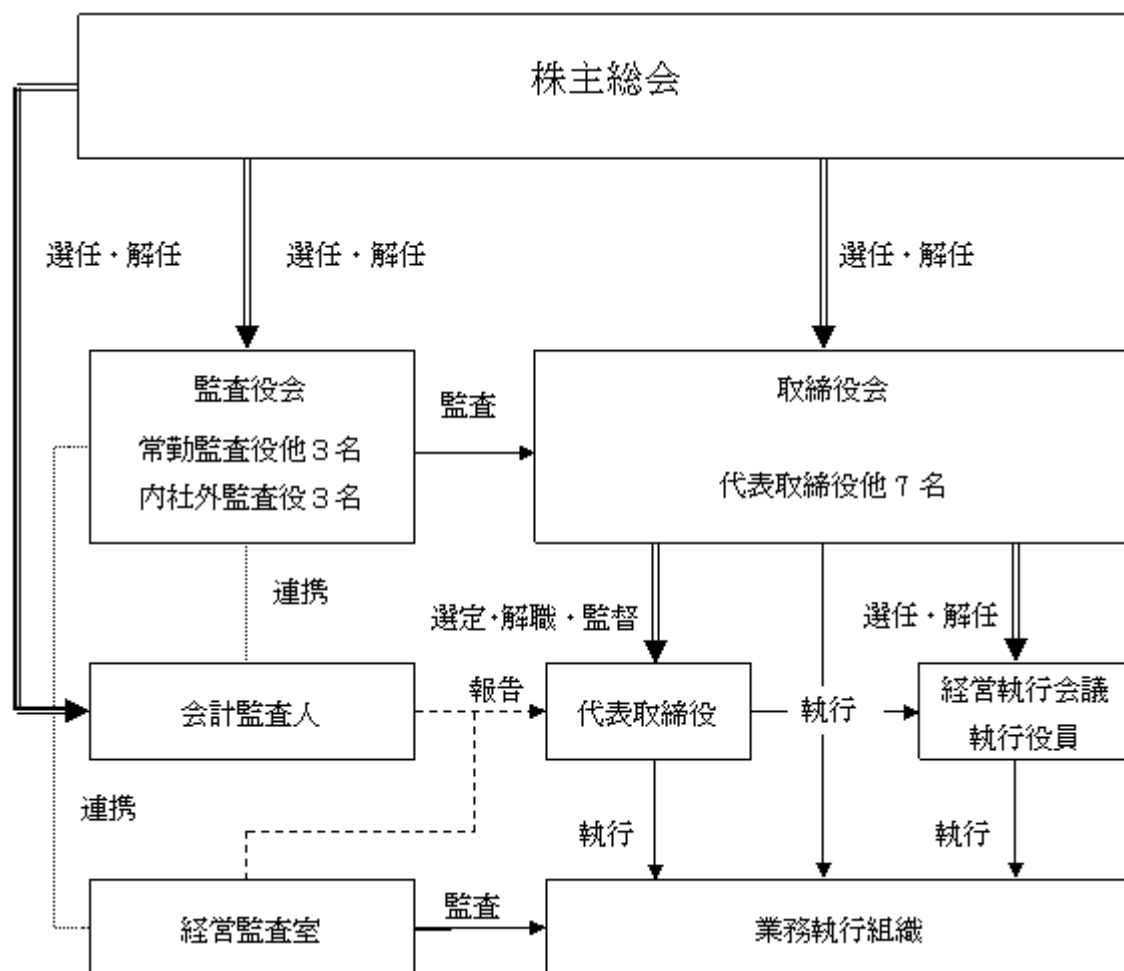 株主総会
選任・解任
選任・解任
選任・解任
監査役会
常勤監査役他３名
内社外監査役３名
監査
取締役会
代表取締役他７名
連携
選定・解職・監督
選任・解任
会計監査人
報告
代表取締役
執行
経営執行会議
執行役員
連携
執行
執行
経営監査室
監査
業務執行組織